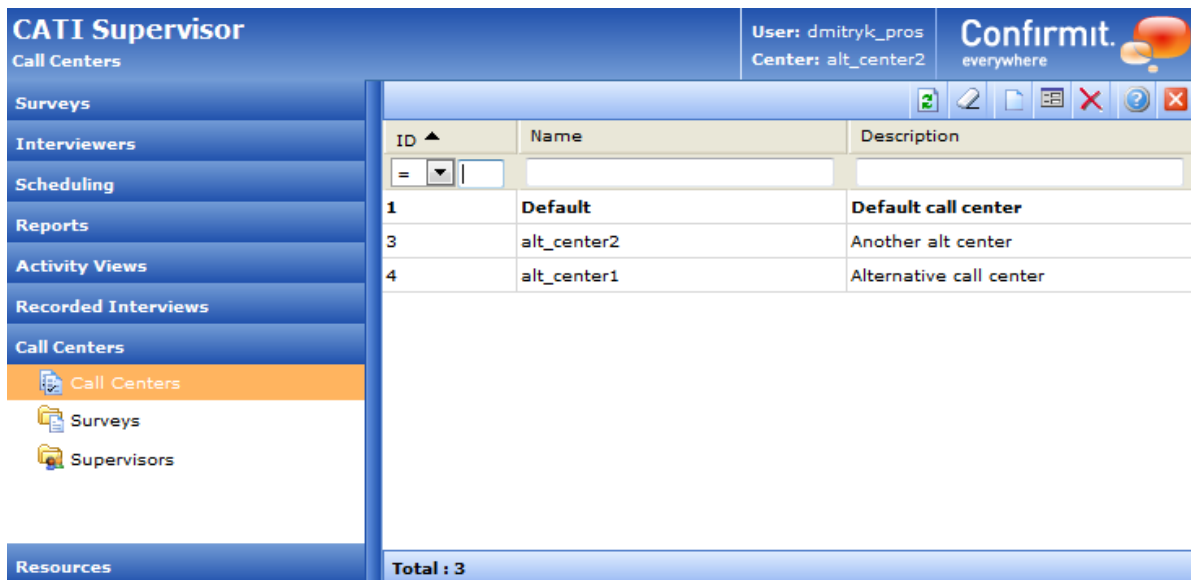 CATI Supervisor
Call Centers
User: dmitryk_pros
Center: alt_center2
Confirmit.
everywhere
Surveys
Interviewers
Scheduling
Reports
Activity Views
Recorded Interviews
Call Centers
Call Centers
Surveys
Supervisors
Resources
ID Name Description
=
1 Default Default call center
3 alt_center2 Another alt center
4 alt_center1 Alternative call center
Total : 3